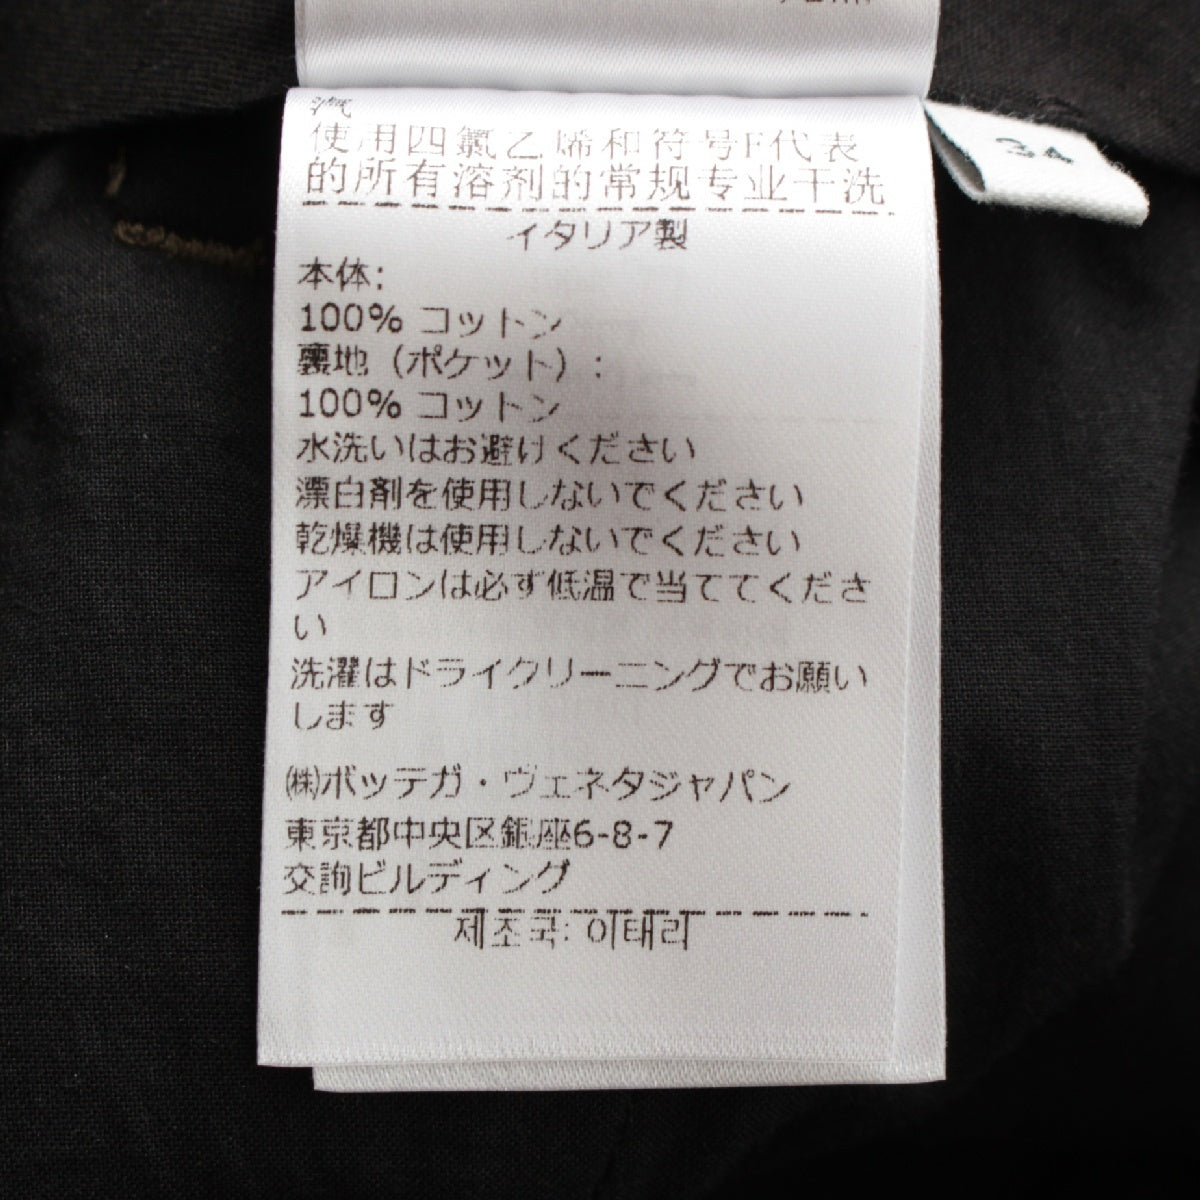 汽
使用四氯乙烯和符号F代表
的所有溶剂的常规专业干洗
イタリア製
本体:
100% コットン
裏地（ポケット）:
100% コットン
水洗いはお避けください
漂白剤を使用しないでください
乾燥機は使用しないでください
アイロンは必ず低温で当ててくださ
い
洗濯はドライクリーニングでお願い
します
㈱ボッテガ・ヴェネタジャパン
東京都中央区銀座6-8-7
交詢ビルディング
제조국: 이태리
34